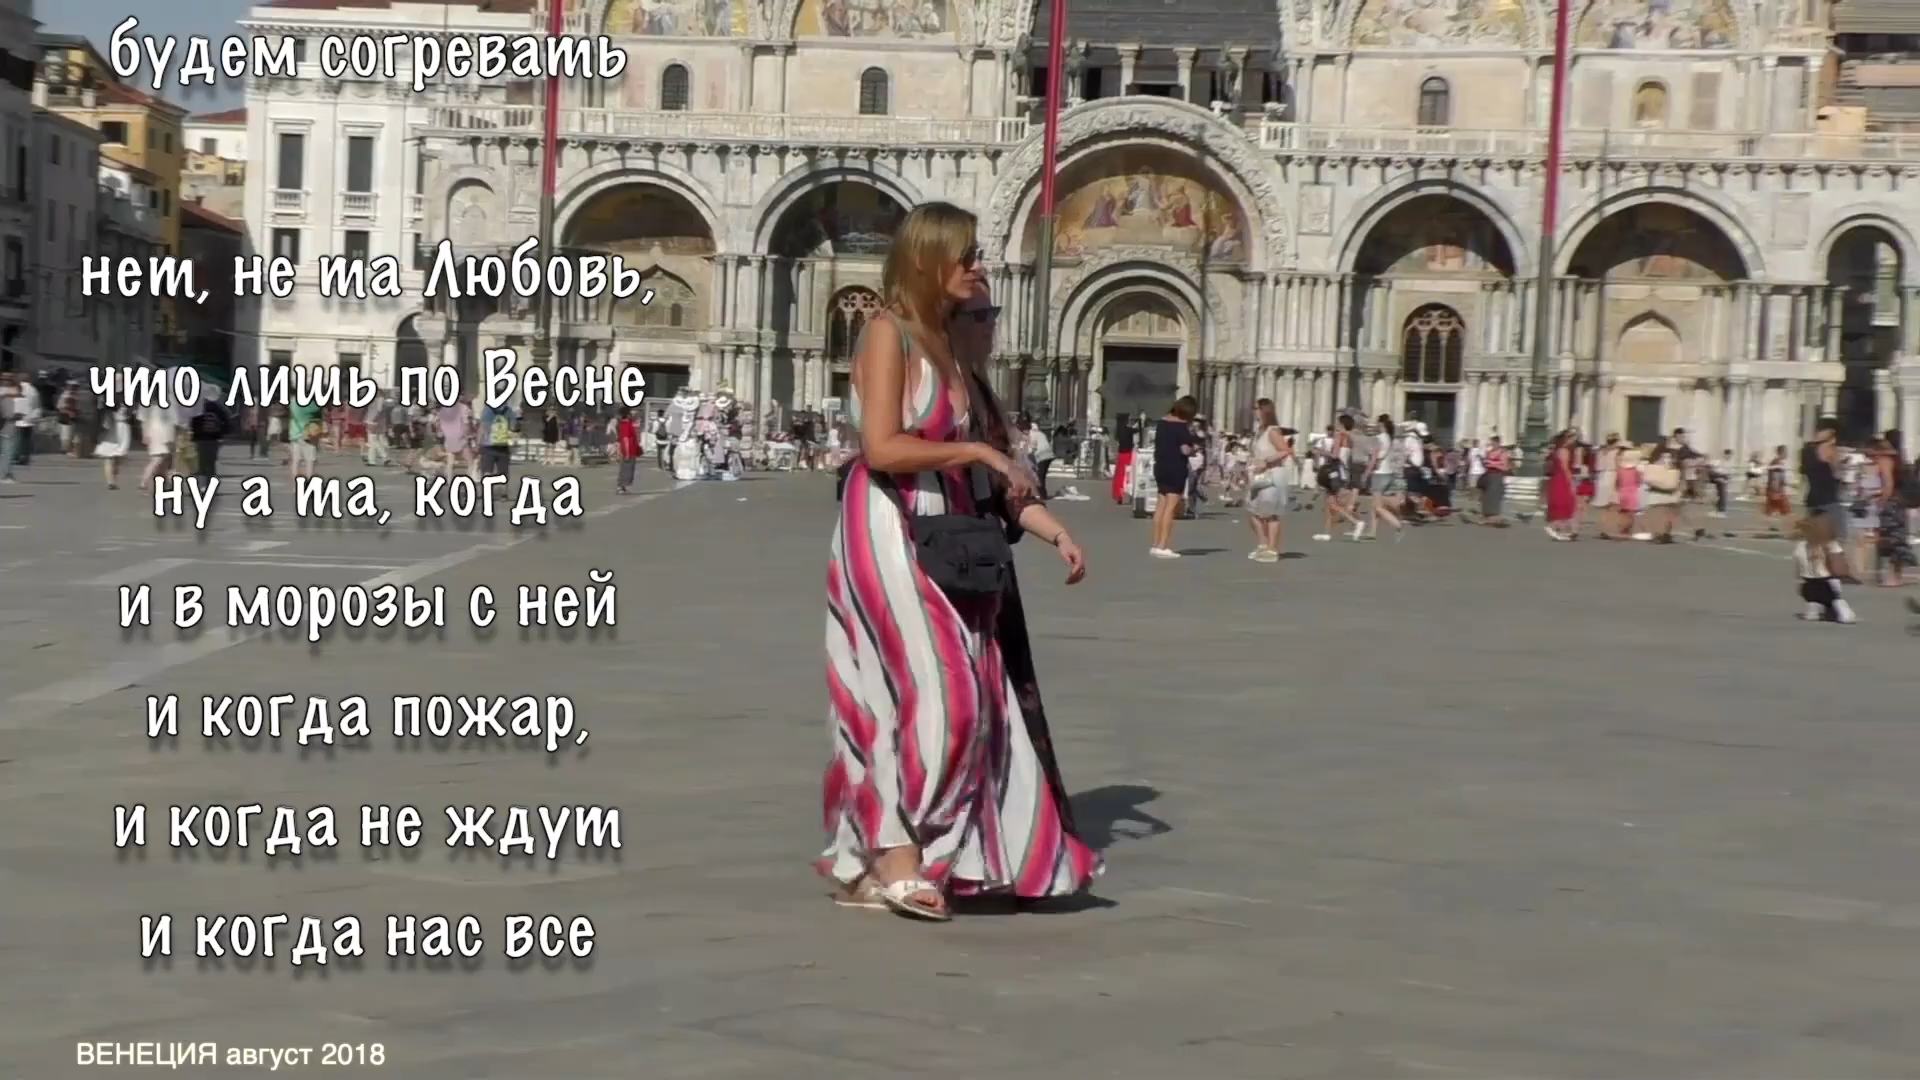 будем согревать
нет, не та Любовь,
что лишь по Весне
ну а та, когда
и в морозы с ней
и когда пожар,
и когда не ждут
и когда нас все
ВЕНЕЦИЯ август 2018